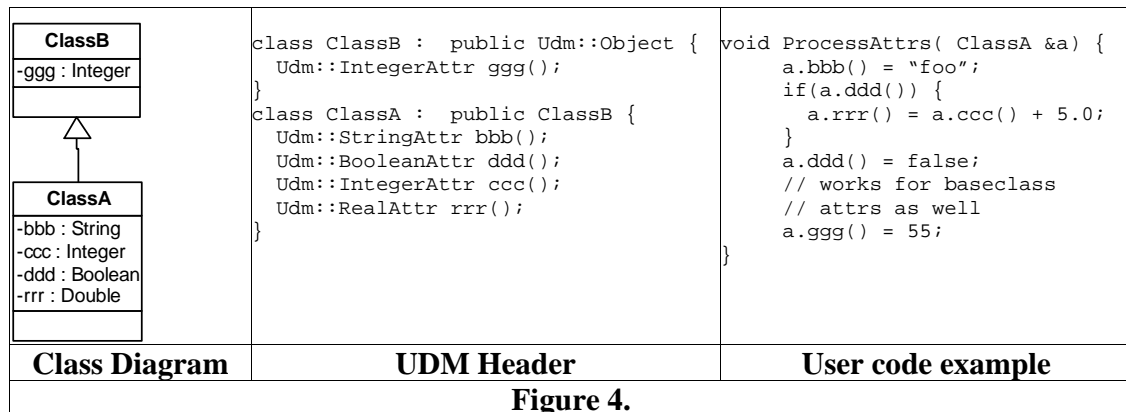 ClassB
-ggg : Integer
ClassA
-bbb : String
-ccc : Integer
-ddd : Boolean
-rrr : Double
class ClassB :  public Udm::Object {
  Udm::IntegerAttr ggg();
}
class ClassA :  public ClassB {
  Udm::StringAttr bbb();
  Udm::BooleanAttr ddd();
  Udm::IntegerAttr ccc();
  Udm::RealAttr rrr();
}
void ProcessAttrs( ClassA &a) {
     a.bbb() = “foo”;
     if(a.ddd()) {
       a.rrr() = a.ccc() + 5.0;
     }
     a.ddd() = false;
     // works for baseclass
     // attrs as well
     a.ggg() = 55;
}
Class Diagram
UDM Header
User code example
Figure 4.